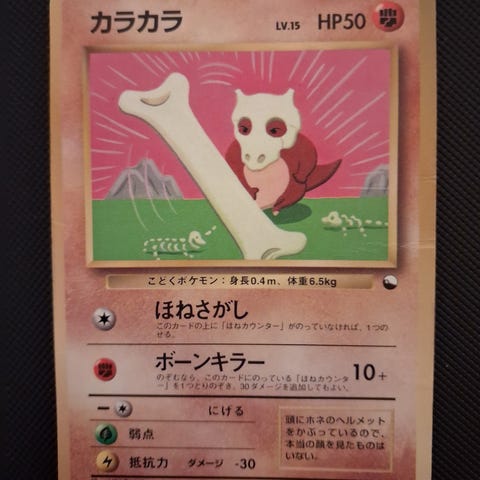 カラカラ LV.15 HP50
こどくポケモン：身長0.4m、体重6.5kg
ほねさがし
このカードの上に「ほねカウンター」がのっていなければ、1つの
せる。
ボーンキラー 10+
のぞむなら、このカードにのっている「ほねカウンタ
ー」を1つとりのぞき、30ダメージを追加してもよい。
にげる
弱点
抵抗力 ダメージ -30
頭にホネのヘルメット
をかぶっているので、
本当の顔を見たものは
いない。